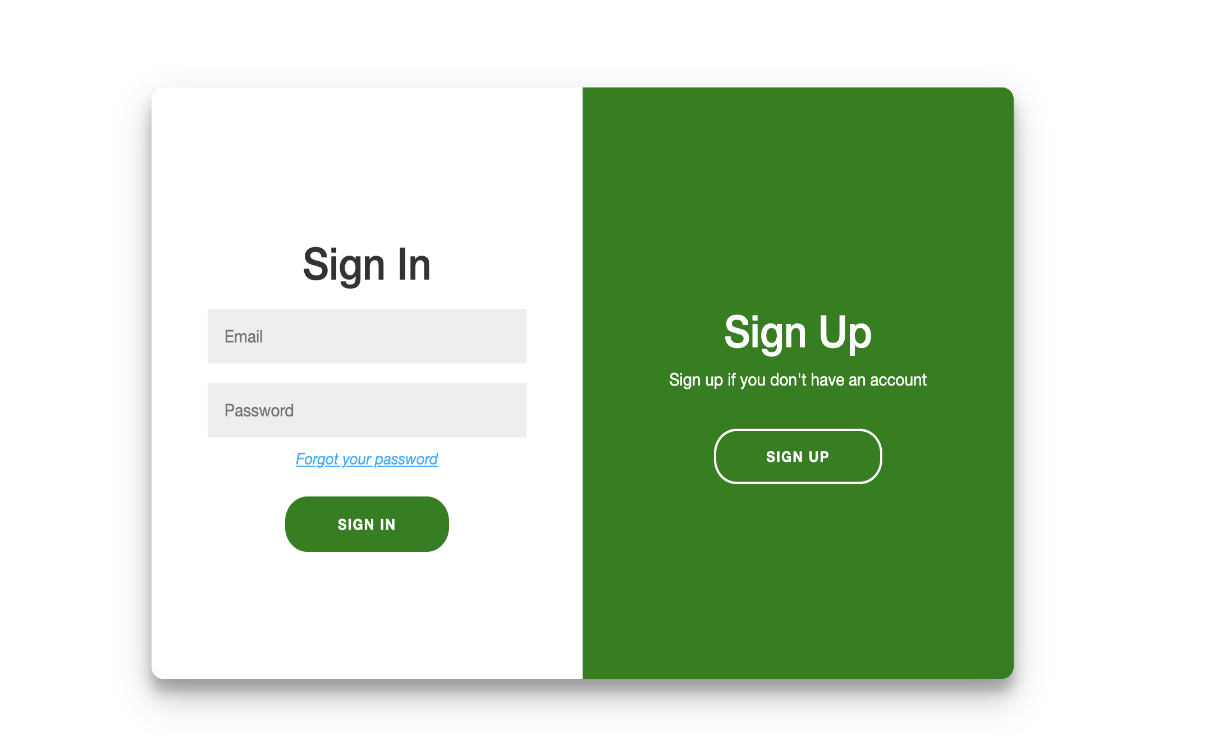 Sign In
Email
Password
Forgot your password
SIGN IN
Sign Up
Sign up if you don't have an account
SIGN UP